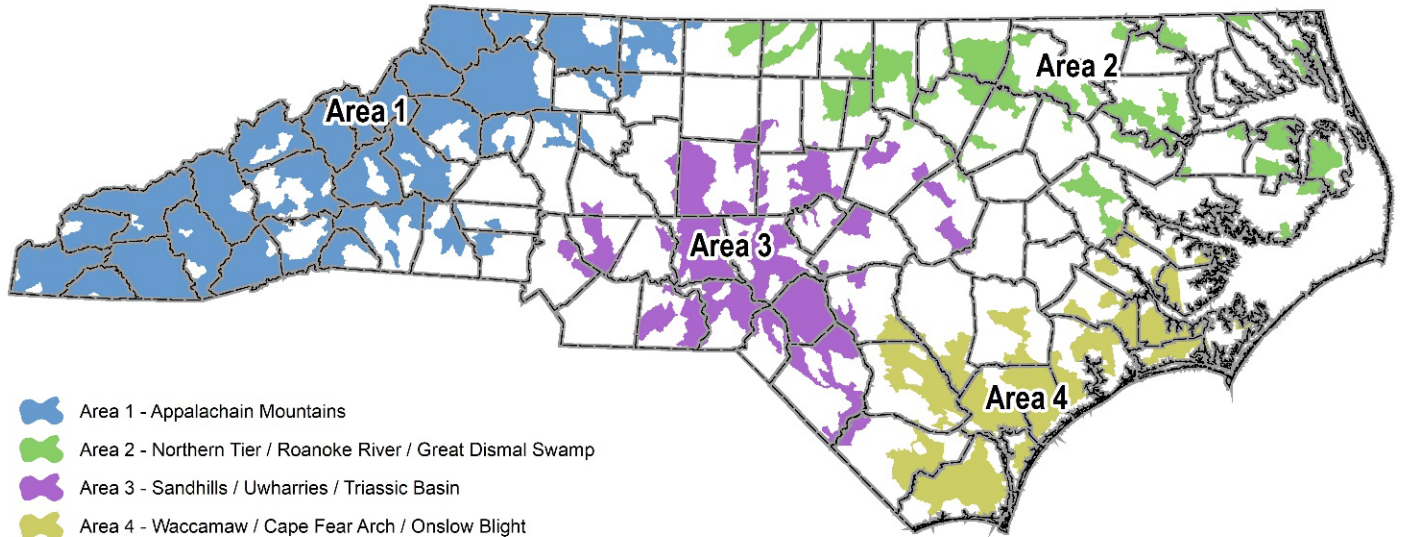 Area 1
Area 2
Area 3
Area 4
Area 1 - Appalachain Mountains
Area 2 - Northern Tier / Roanoke River / Great Dismal Swamp
Area 3 - Sandhills / Uwharries / Triassic Basin
Area 4 - Waccamaw / Cape Fear Arch / Onslow Blight